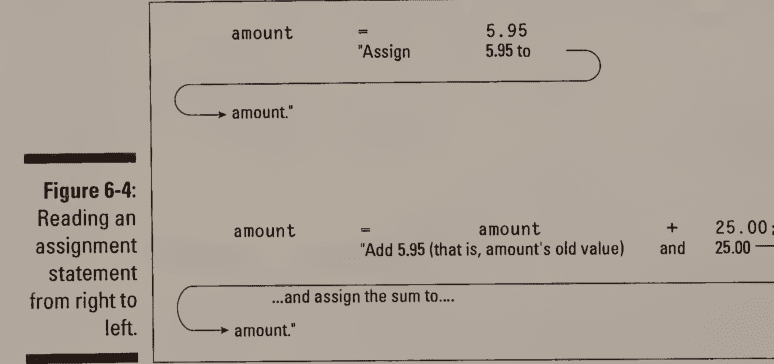 amount = 5.95
"Assign 5.95 to
amount."
Figure 6-4:
Reading an
assignment
statement
from right to
left.
amount = amount + 25.00;
"Add 5.95 (that is, amount's old value) and 25.00
...and assign the sum to....
amount."